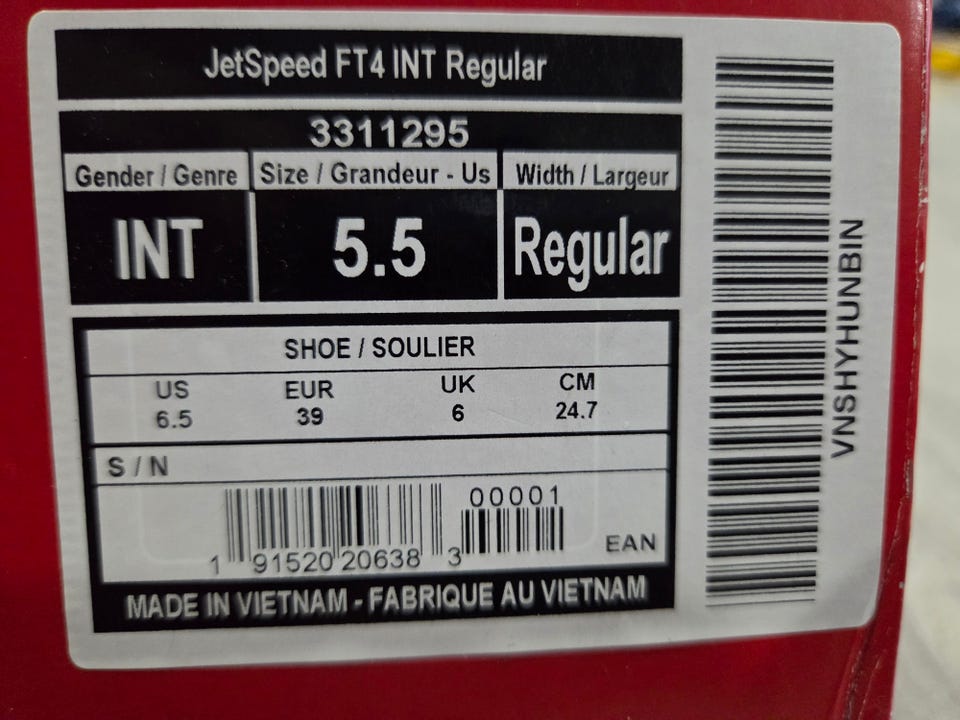 JetSpeed FT4 INT Regular
3311295
Gender / Genre Size / Grandeur - Us Width / Largeur
INT 5.5 Regular
SHOE / SOULIER
US EUR UK CM
6.5 39 6 24.7
S / N
00001
1 91520 20638 3 EAN
MADE IN VIETNAM - FABRIQUE AU VIETNAM
VNSHYHUNBIN